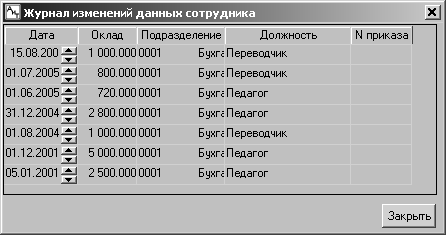 Журнал изменений данных сотрудника
Дата Оклад Подразделение Должность N приказа
15.08.200 1 000.000 0001 Бухга Переводчик
01.07.2005 800.000 0001 Бухга Переводчик
01.06.2005 720.000 0001 Бухга Педагог
31.12.2004 2 800.000 0001 Бухга Педагог
01.08.2004 1 000.000 0001 Бухга Переводчик
01.12.2001 5 000.000 0001 Бухга Педагог
05.01.2001 2 500.000 0001 Бухга Педагог
Закрыть